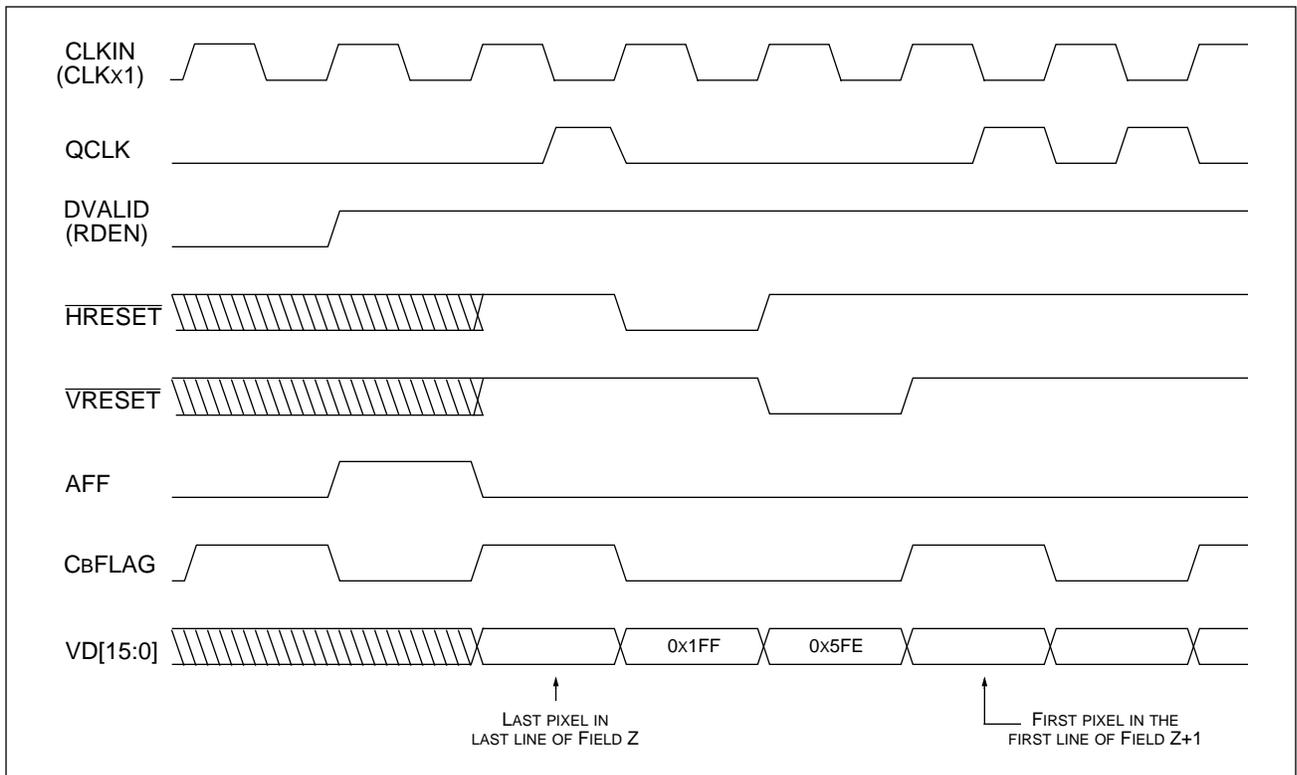 CLKIN
(CLKX1)
QCLK
DVALID
(RDEN)
HRESET
VRESET
AFF
CBFLAG
VD[15:0]
0X1FF
0X5FE
LAST PIXEL IN
LAST LINE OF FIELD Z
FIRST PIXEL IN THE
FIRST LINE OF FIELD Z+1